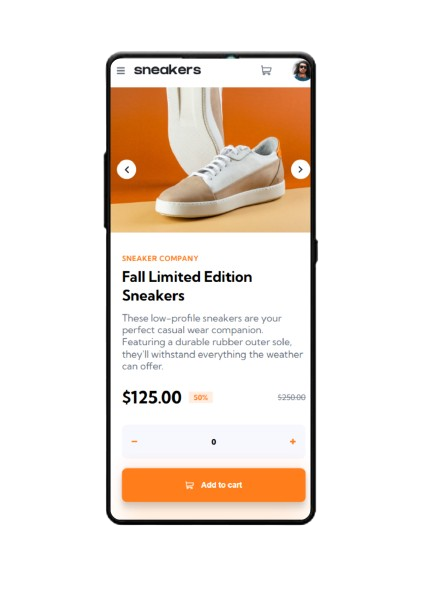 sneakers
SNEAKER COMPANY
Fall Limited Edition
Sneakers
These low-profile sneakers are your
perfect casual wear companion.
Featuring a durable rubber outer sole,
they'll withstand everything the weather
can offer.
$125.00 50% $250.00
− 0 +
Add to cart